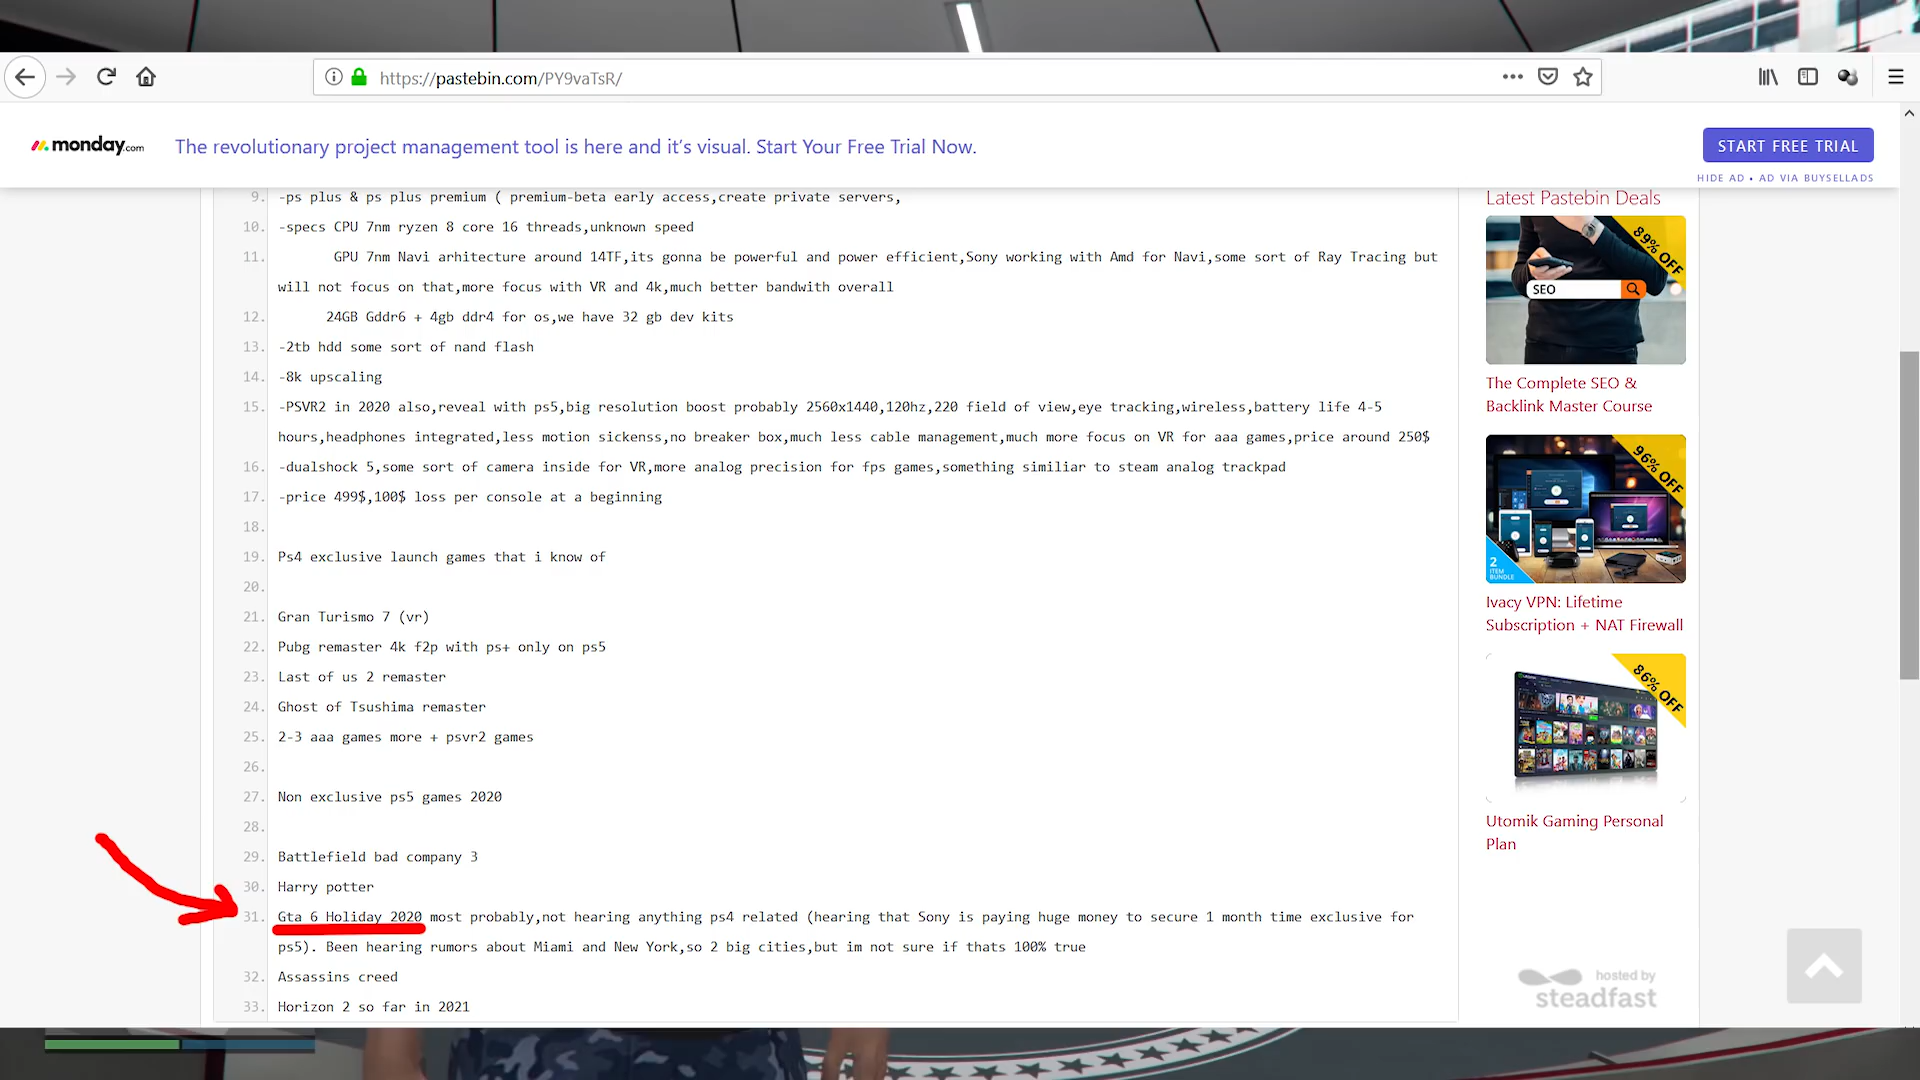 https://pastebin.com/PY9vaTsR/
monday.com
The revolutionary project management tool is here and it's visual. Start Your Free Trial Now.
START FREE TRIAL
HIDE AD • AD VIA BUYSELLADS
9. -ps plus & ps plus premium ( premium-beta early access,create private servers,
10. -specs CPU 7nm ryzen 8 core 16 threads,unknown speed
11. GPU 7nm Navi arhitecture around 14TF,its gonna be powerful and power efficient,Sony working with Amd for Navi,some sort of Ray Tracing but
will not focus on that,more focus with VR and 4k,much better bandwith overall
12. 24GB Gddr6 + 4gb ddr4 for os,we have 32 gb dev kits
13. -2tb hdd some sort of nand flash
14. -8k upscaling
15. -PSVR2 in 2020 also,reveal with ps5,big resolution boost probably 2560x1440,120hz,220 field of view,eye tracking,wireless,battery life 4-5
hours,headphones integrated,less motion sickenss,no breaker box,much less cable management,much more focus on VR for aaa games,price around 250$
16. -dualshock 5,some sort of camera inside for VR,more analog precision for fps games,something similiar to steam analog trackpad
17. -price 499$,100$ loss per console at a beginning
18.
19. Ps4 exclusive launch games that i know of
20.
21. Gran Turismo 7 (vr)
22. Pubg remaster 4k f2p with ps+ only on ps5
23. Last of us 2 remaster
24. Ghost of Tsushima remaster
25. 2-3 aaa games more + psvr2 games
26.
27. Non exclusive ps5 games 2020
28.
29. Battlefield bad company 3
30. Harry potter
31. Gta 6 Holiday 2020 most probably,not hearing anything ps4 related (hearing that Sony is paying huge money to secure 1 month time exclusive for
ps5). Been hearing rumors about Miami and New York,so 2 big cities,but im not sure if thats 100% true
32. Assassins creed
33. Horizon 2 so far in 2021
Latest Pastebin Deals
89% OFF
SEO
The Complete SEO &
Backlink Master Course
96% OFF
2
ITEM
BUNDLE
Ivacy VPN: Lifetime
Subscription + NAT Firewall
86% OFF
Utomik Gaming Personal
Plan
hosted by
steadfast